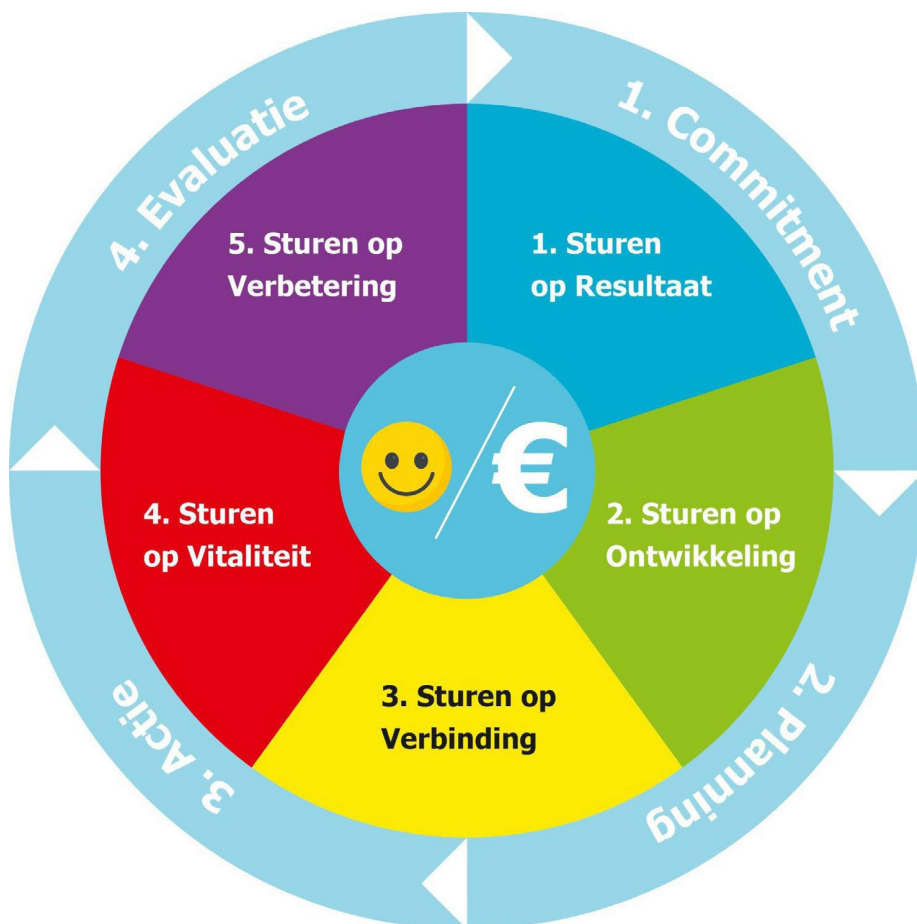 1. Commitment
2. Planning
3. Actie
4. Evaluatie
1. Sturen
op Resultaat
2. Sturen op
Ontwikkeling
3. Sturen op
Verbinding
4. Sturen
op Vitaliteit
5. Sturen op
Verbetering
€